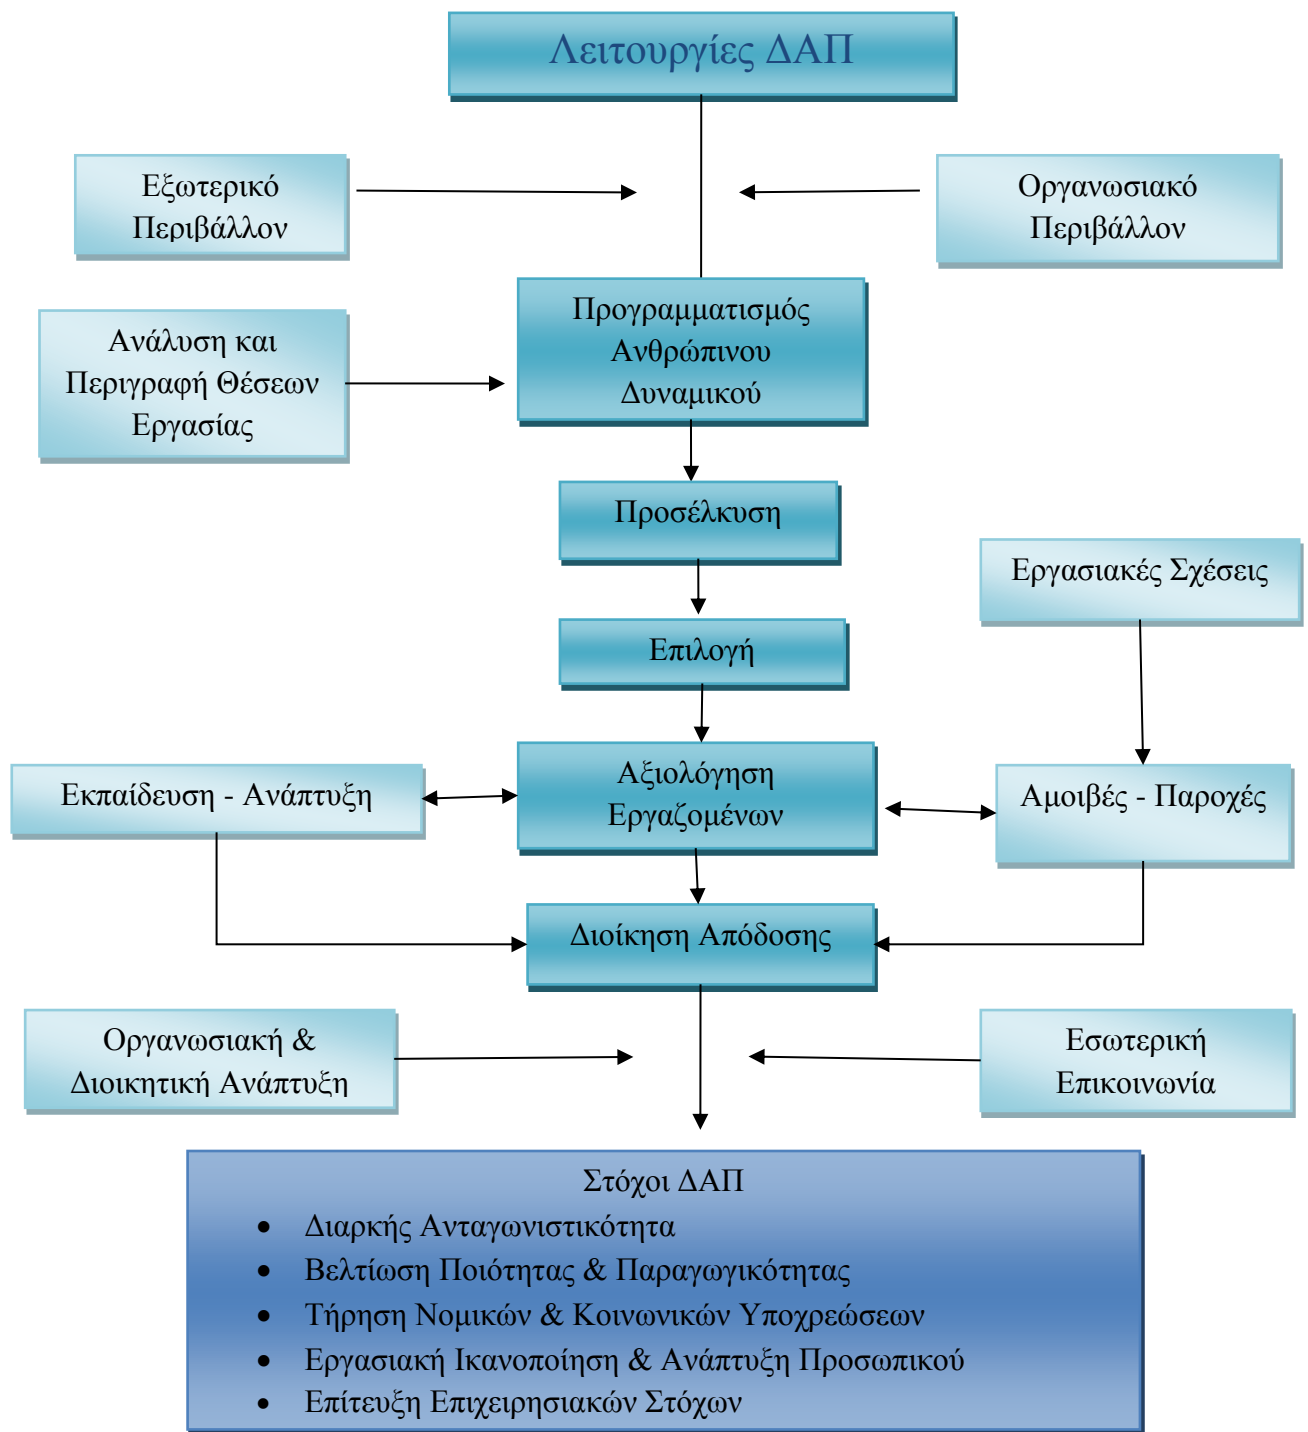 Λειτουργίες ΔΑΠ
Εξωτερικό
Περιβάλλον
Οργανωσιακό
Περιβάλλον
Προγραμματισμός
Ανθρώπινου
Δυναμικού
Ανάλυση και
Περιγραφή Θέσεων
Εργασίας
Προσέλκυση
Εργασιακές Σχέσεις
Επιλογή
Εκπαίδευση - Ανάπτυξη
Αξιολόγηση
Εργαζομένων
Αμοιβές - Παροχές
Διοίκηση Απόδοσης
Οργανωσιακή &
Διοικητική Ανάπτυξη
Εσωτερική
Επικοινωνία
Στόχοι ΔΑΠ
• Διαρκής Ανταγωνιστικότητα
• Βελτίωση Ποιότητας & Παραγωγικότητας
• Τήρηση Νομικών & Κοινωνικών Υποχρεώσεων
• Εργασιακή Ικανοποίηση & Ανάπτυξη Προσωπικού
• Επίτευξη Επιχειρησιακών Στόχων